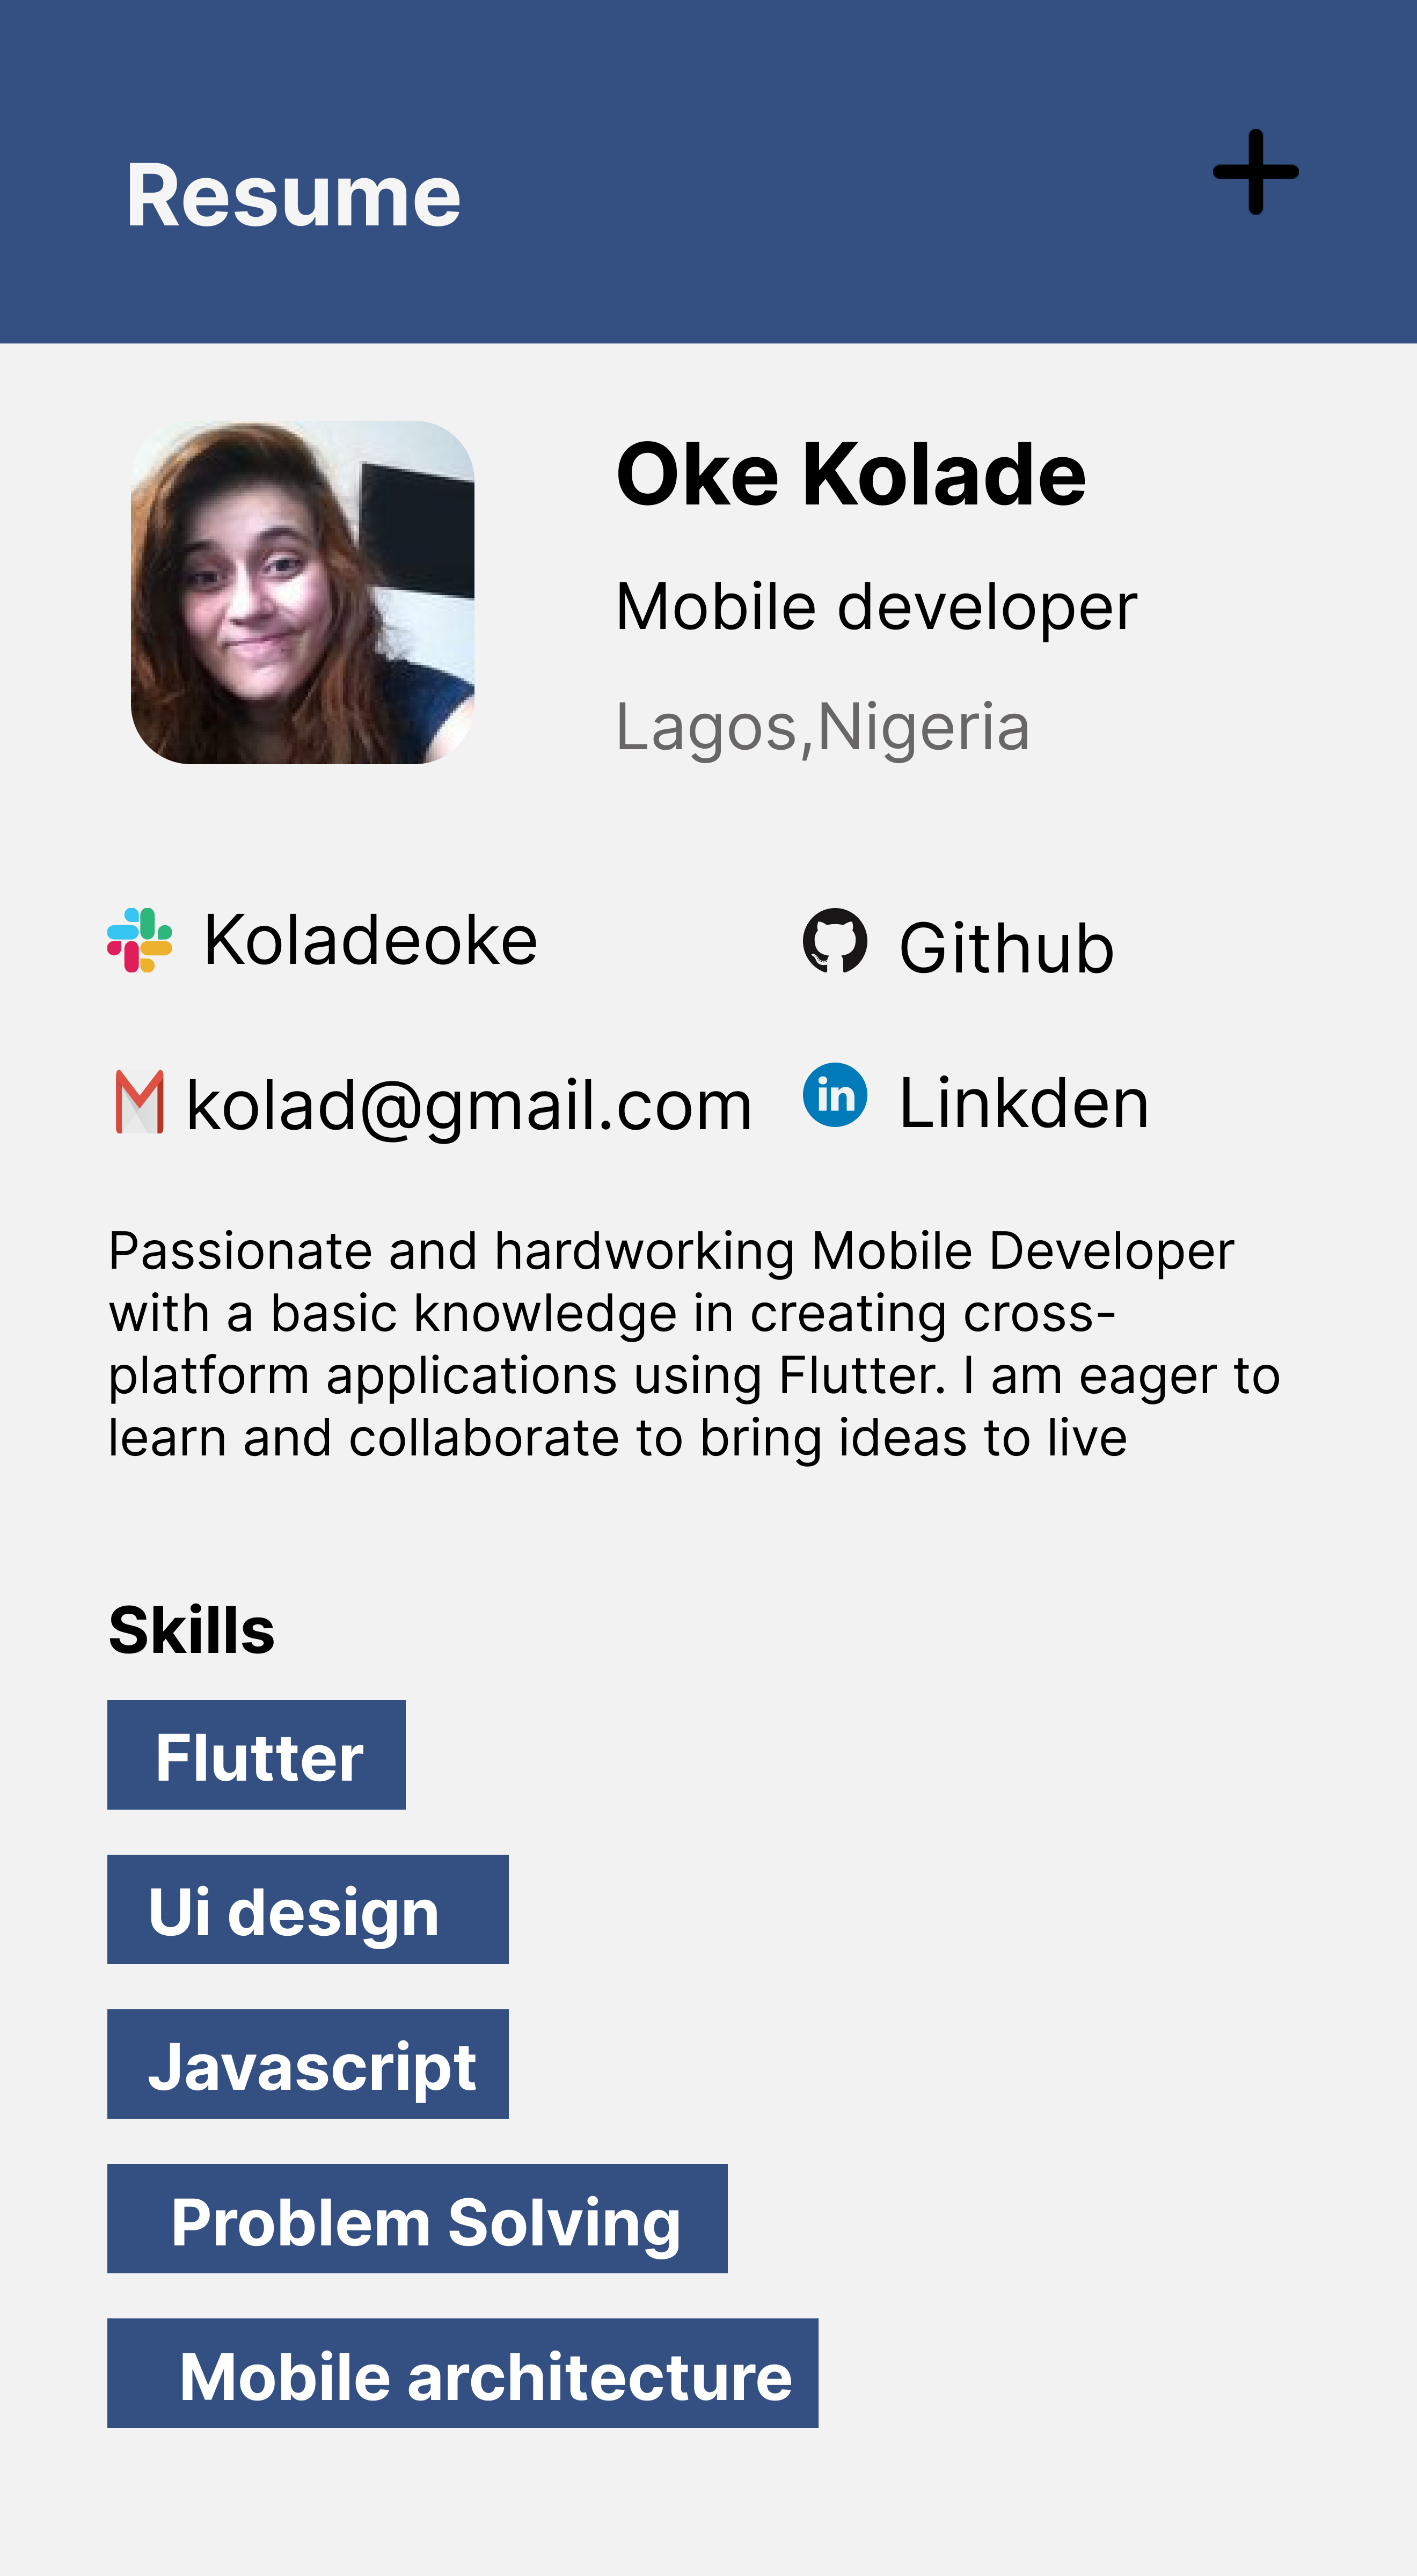 Resume
Oke Kolade
Mobile developer
Lagos,Nigeria
Koladeoke
Github
kolad@gmail.com
in
Linkden
Passionate and hardworking Mobile Developer
with a basic knowledge in creating cross-
platform applications using Flutter. I am eager to
learn and collaborate to bring ideas to live
Skills
Flutter
Ui design
Javascript
Problem Solving
Mobile architecture